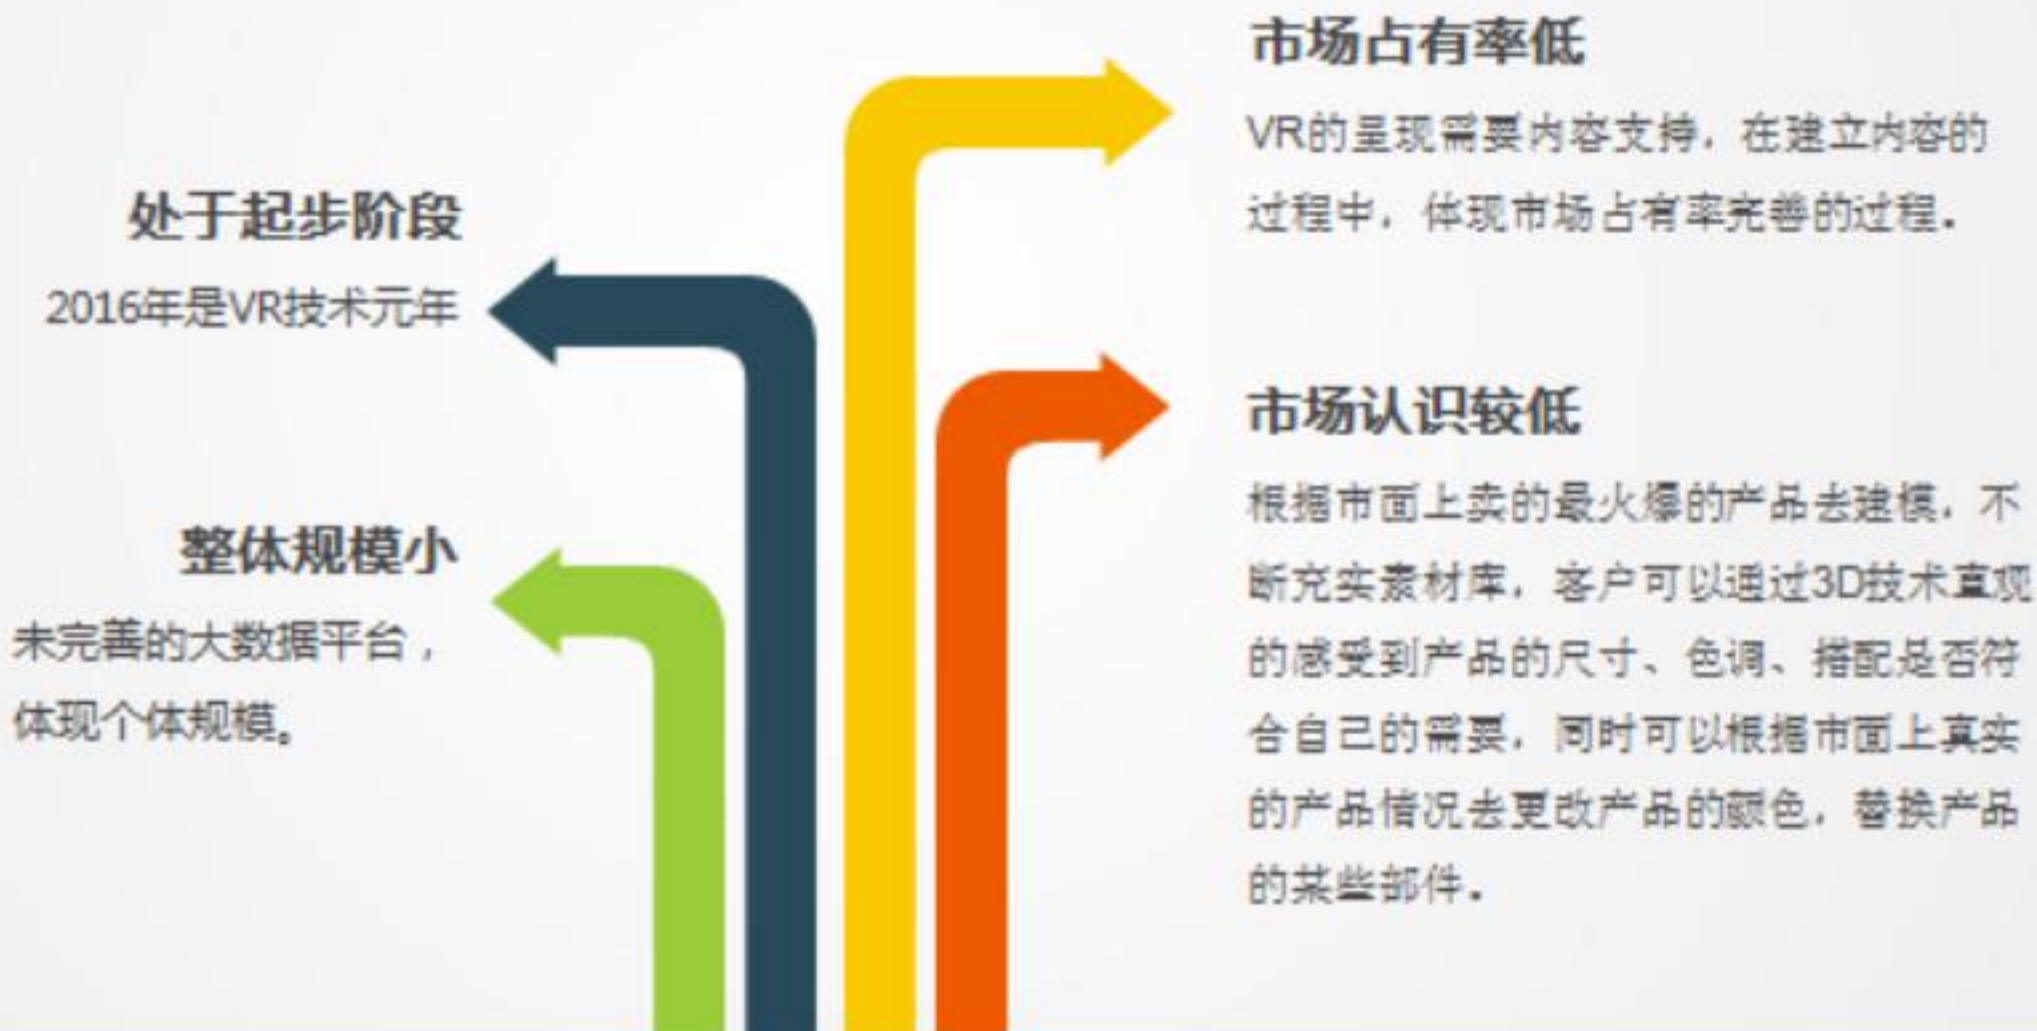 处于起步阶段
2016年是VR技术元年
整体规模小
未完善的大数据平台，
体现个体规模。
市场占有率低
VR的呈现需要内容支持，在建立内容的
过程中，体现市场占有率完善的过程。
市场认识较低
根据市面上卖的最火爆的产品去建模，不
断充实素材库，客户可以通过3D技术直观
的感受到产品的尺寸、色调、搭配是否符
合自己的需要，同时可以根据市面上真实
的产品情况去更改产品的颜色，替换产品
的某些部件。